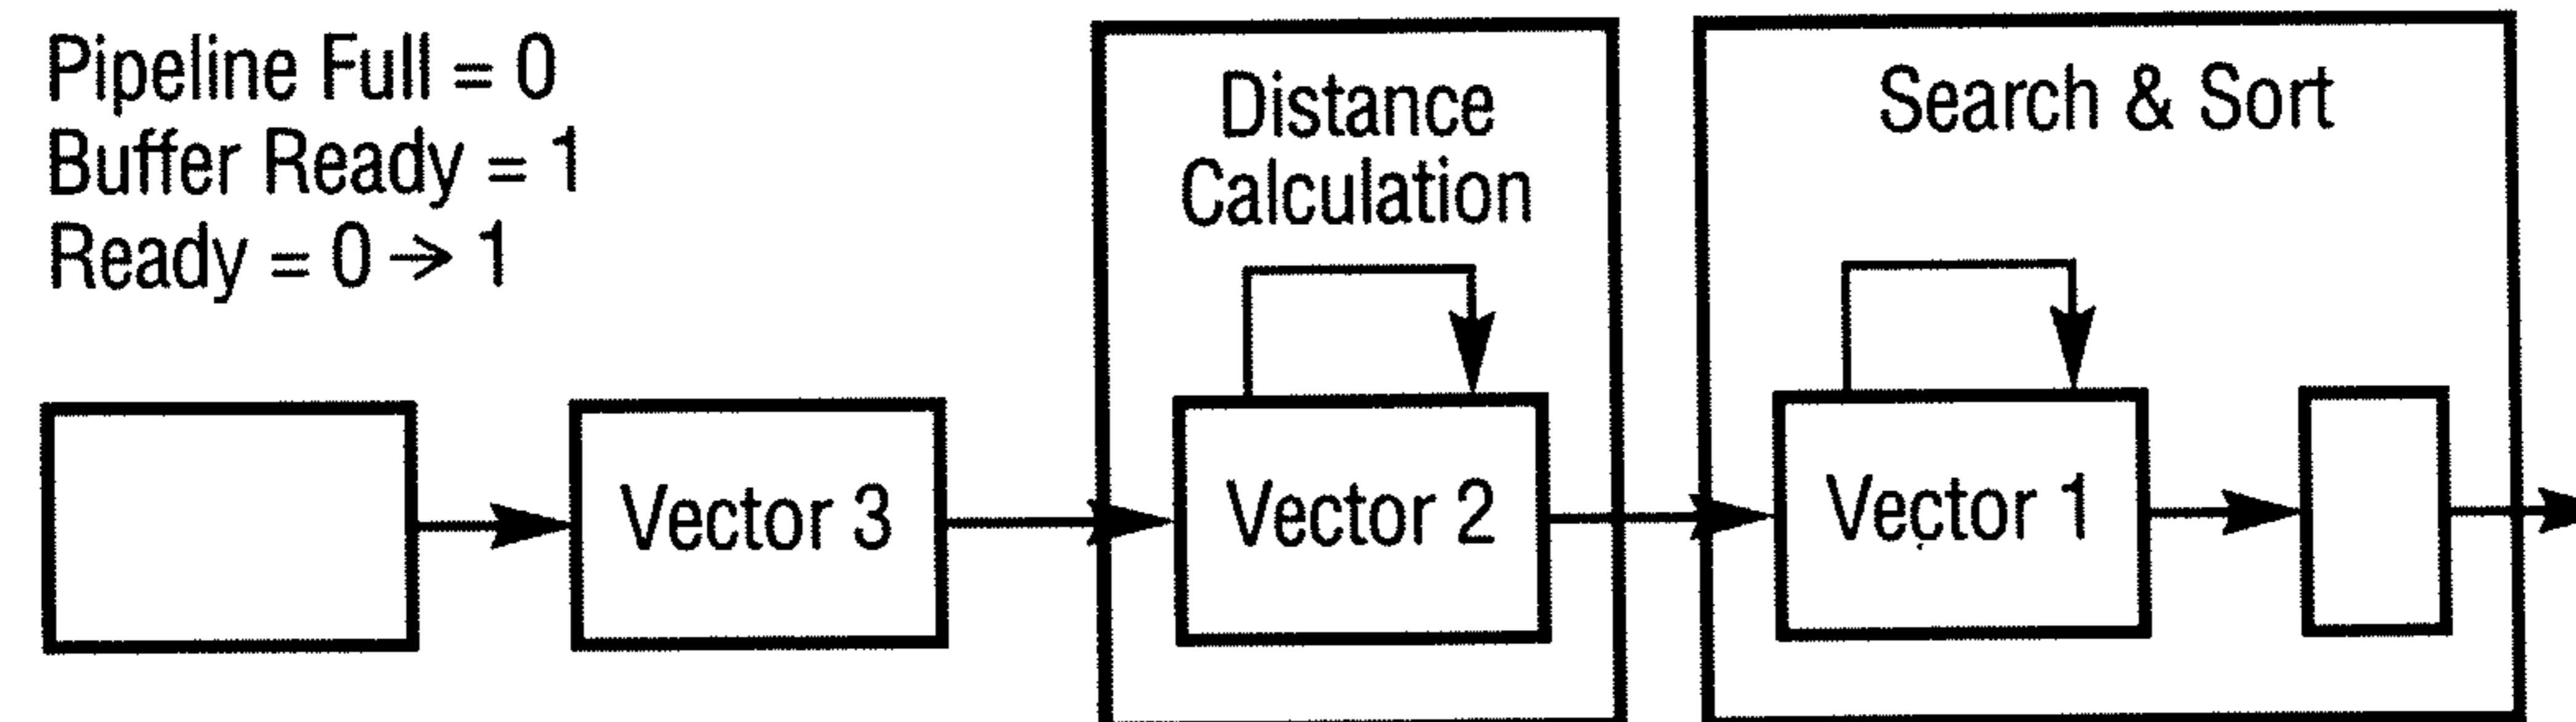 Pipeline Full = 0
Buffer Ready = 1
Ready = 0 → 1
Distance
Calculation
Search & Sort
Vector 3
Vector 2
Vector 1